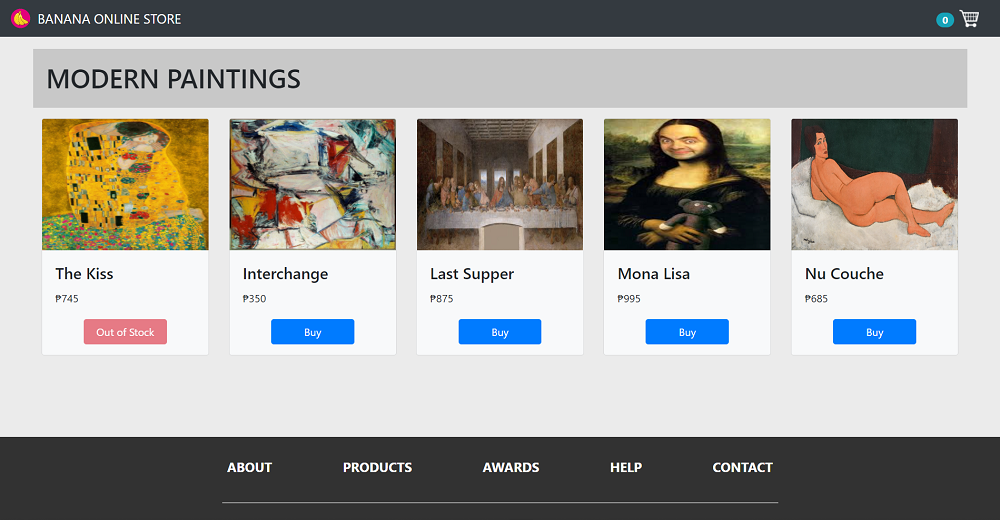 BANANA ONLINE STORE
0
MODERN PAINTINGS
The Kiss
₱745
Out of Stock
Interchange
₱350
Buy
Last Supper
₱875
Buy
Mona Lisa
₱995
Buy
Nu Couche
₱685
Buy
ABOUT PRODUCTS AWARDS HELP CONTACT